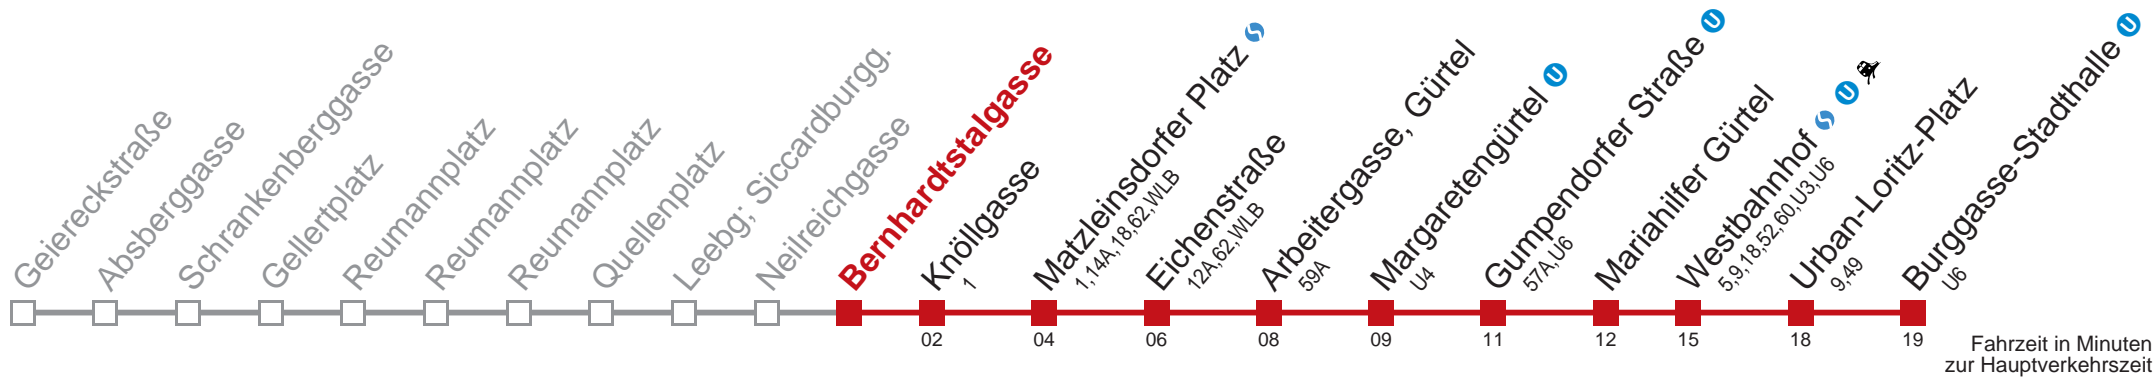 Geiereckstraße
Absberggasse
Schrankenberggasse
Gellertplatz
Reumannplatz
Reumannplatz
Reumannplatz
Quellenplatz
Leebg; Siccardburgg.
Neilreichgasse
Bernhardtstalgasse
Knöllgasse
1
Matzleinsdorfer Platz
1,14A,18,62,WLB
Eichenstraße
12A,62,WLB
Arbeitergasse, Gürtel
59A
Margaretengürtel U
U4
Gumpendorfer Straße U
57A,U6
Mariahilfer Gürtel
Westbahnhof U
5,9,18,52,60,U3,U6
Urban-Loritz-Platz
9,49
Burggasse-Stadthalle U
U6
02 04 06 08 09 11 12 15 18 19
Fahrzeit in Minuten
zur Hauptverkehrszeit